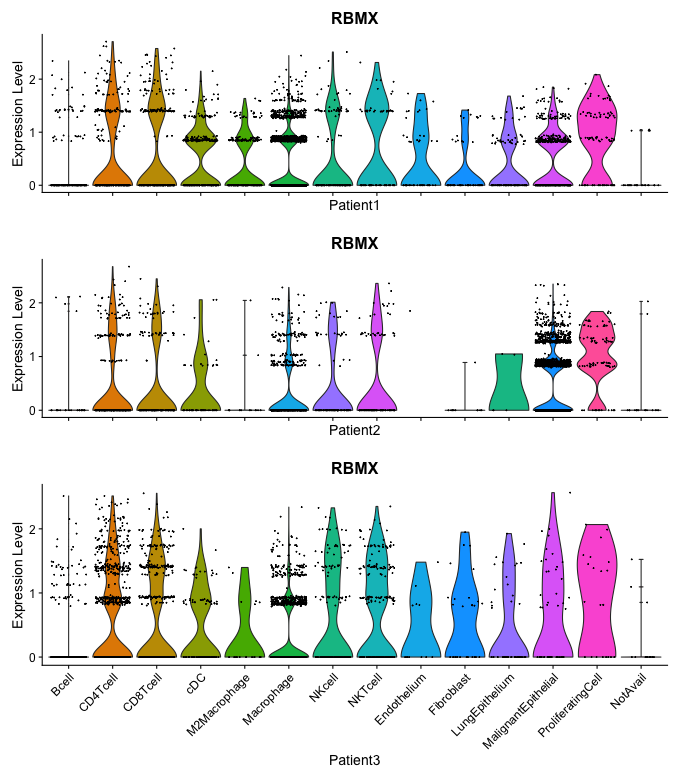 RBMX
Expression Level
2
1
0
Patient1
RBMX
Expression Level
2
1
0
Patient2
RBMX
Expression Level
2
1
0
Bcell
CD4Tcell
CD8Tcell
cDC
M2Macrophage
Macrophage
NKcell
NKTcell
Endothelium
Fibroblast
LungEpithelium
MalignantEpithelial
ProliferatingCell
NotAvail
Patient3